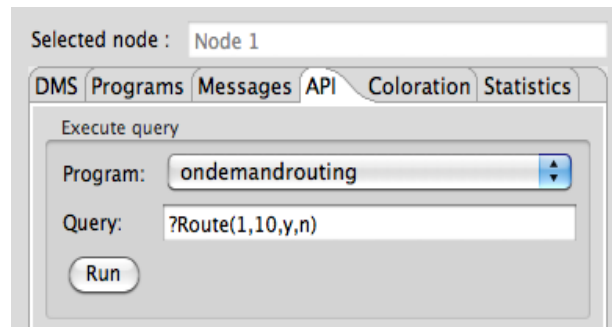 Selected node : Node 1
DMS Programs Messages API Coloration Statistics
Execute query
Program: ondemandrouting
Query: ?Route(1,10,y,n)
Run